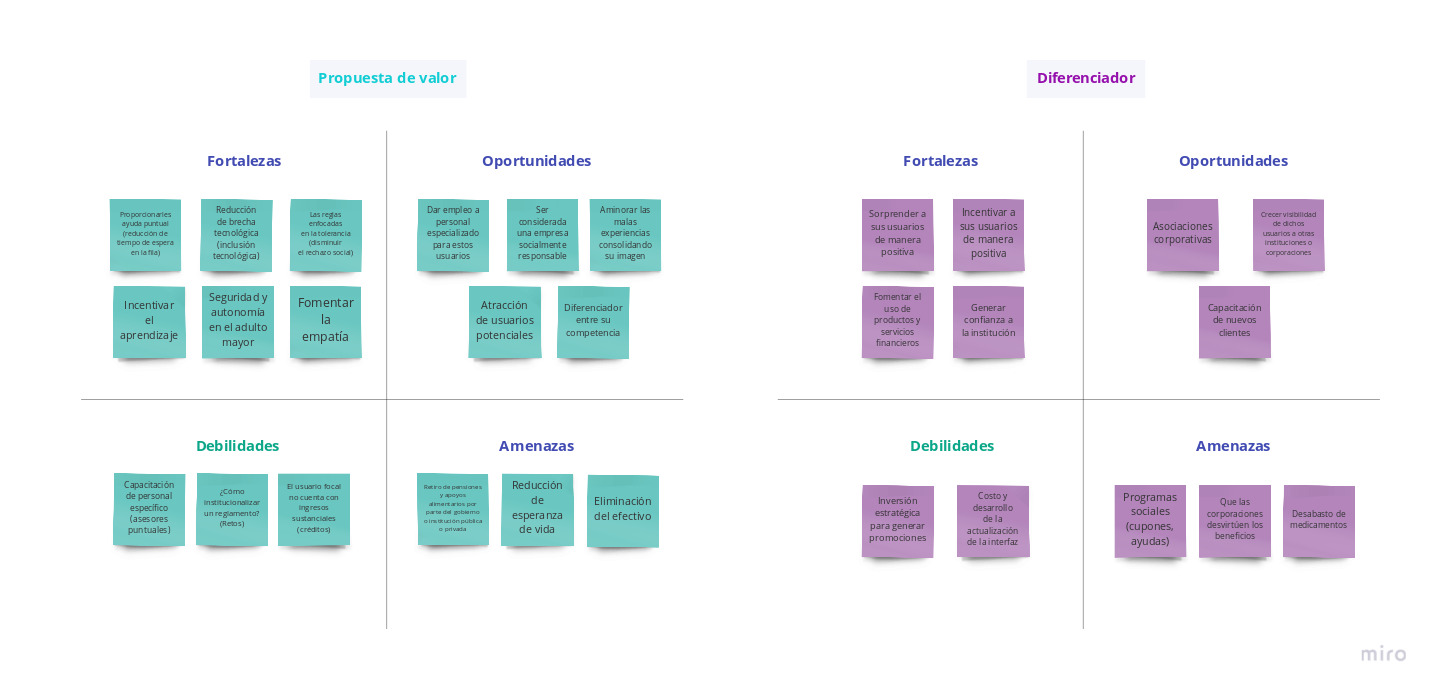 Propuesta de valor
Fortalezas
Proporcionarles
ayuda puntual
(reducción de
tiempo de espera
en la fila)
Reducción
de brecha
tecnológica
(inclusión
tecnológica)
Las reglas
enfocadas
en la tolerancia
(disminuir
el rechazo social)
Incentivar
el
aprendizaje
Seguridad y
autonomía
en el adulto
mayor
Fomentar
la
empatía
Oportunidades
Dar empleo a
personal
especializado
para estos
usuarios
Ser
considerada
una empresa
socialmente
responsable
Aminorar las
malas
experiencias
consolidando
su imagen
Atracción
de usuarios
potenciales
Diferenciador
entre su
competencia
Debilidades
Capacitación
de personal
específico
(asesores
puntuales)
¿Cómo
institucionalizar
un reglamento?
(Retos)
El usuario focal
no cuenta con
ingresos
sustanciales
(créditos)
Amenazas
Retiro de pensiones
y apoyos
alimentarios por
parte del gobierno
o institución pública
o privada
Reducción
de
esperanza
de vida
Eliminación
del efectivo
Diferenciador
Fortalezas
Sorprender a
sus usuarios
de manera
positiva
Incentivar a
sus usuarios
de manera
positiva
Fomentar el
uso de
productos y
servicios
financieros
Generar
confianza a
la institución
Oportunidades
Asociaciones
corporativas
Crecer visibilidad
de dichos
usuarios a otras
instituciones o
corporaciones
Capacitación
de nuevos
clientes
Debilidades
Inversión
estratégica
para generar
promociones
Costo y
desarrollo
de la
actualización
de la interfaz
Amenazas
Programas
sociales
(cupones,
ayudas)
Que las
corporaciones
desvirtúen los
beneficios
Desabasto de
medicamentos
miro